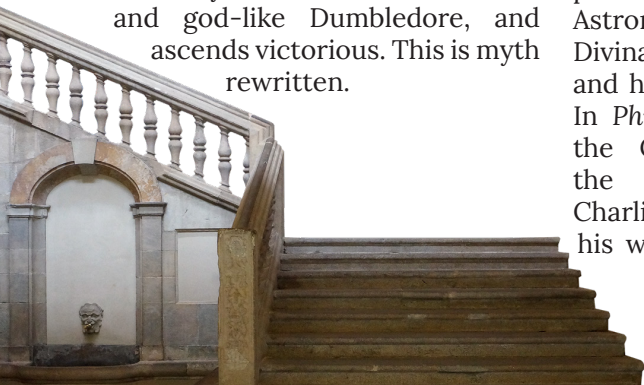 and god-like Dumbledore, and
ascends victorious. This is myth
rewritten.
Astron
Divina
and h
In Ph
the
the
Charli
his w